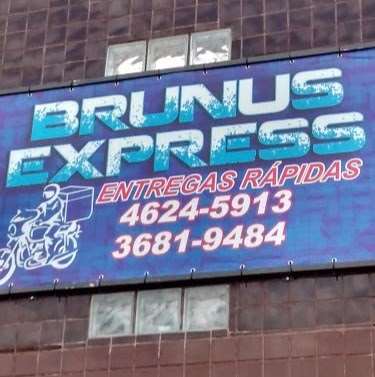 BRUNUS
EXPRESS
ENTREGAS RÁPIDAS
4624-5913
3681-9484